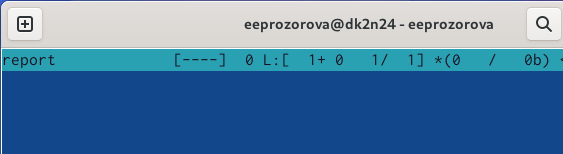 eeprozorova@dk2n24 - eeprozorova
report [----] 0 L:[ 1+ 0 1/ 1] *(0 / 0b) <